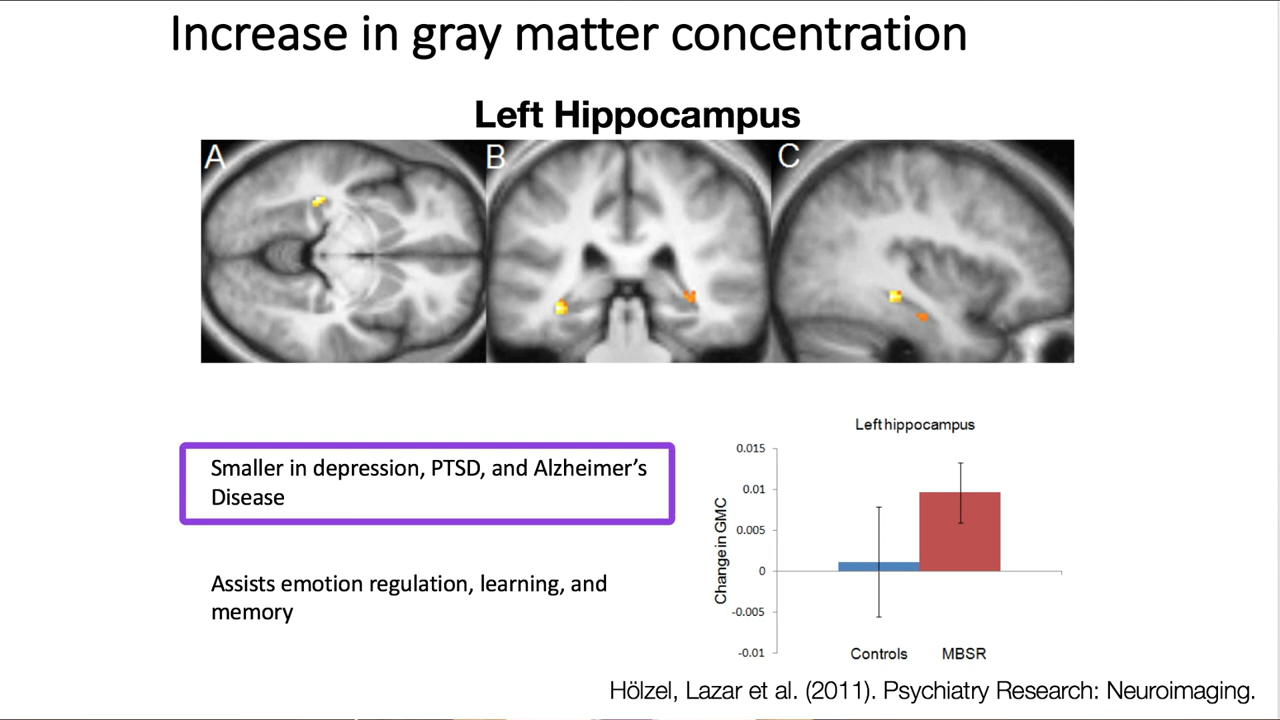 Increase in gray matter concentration
Left Hippocampus
A
B
C
Smaller in depression, PTSD, and Alzheimer’s
Disease
Assists emotion regulation, learning, and
memory
Left hippocampus
Change in GMC
0.015
0.01
0.005
0
-0.005
-0.01
Controls
MBSR
Hölzel, Lazar et al. (2011). Psychiatry Research: Neuroimaging.